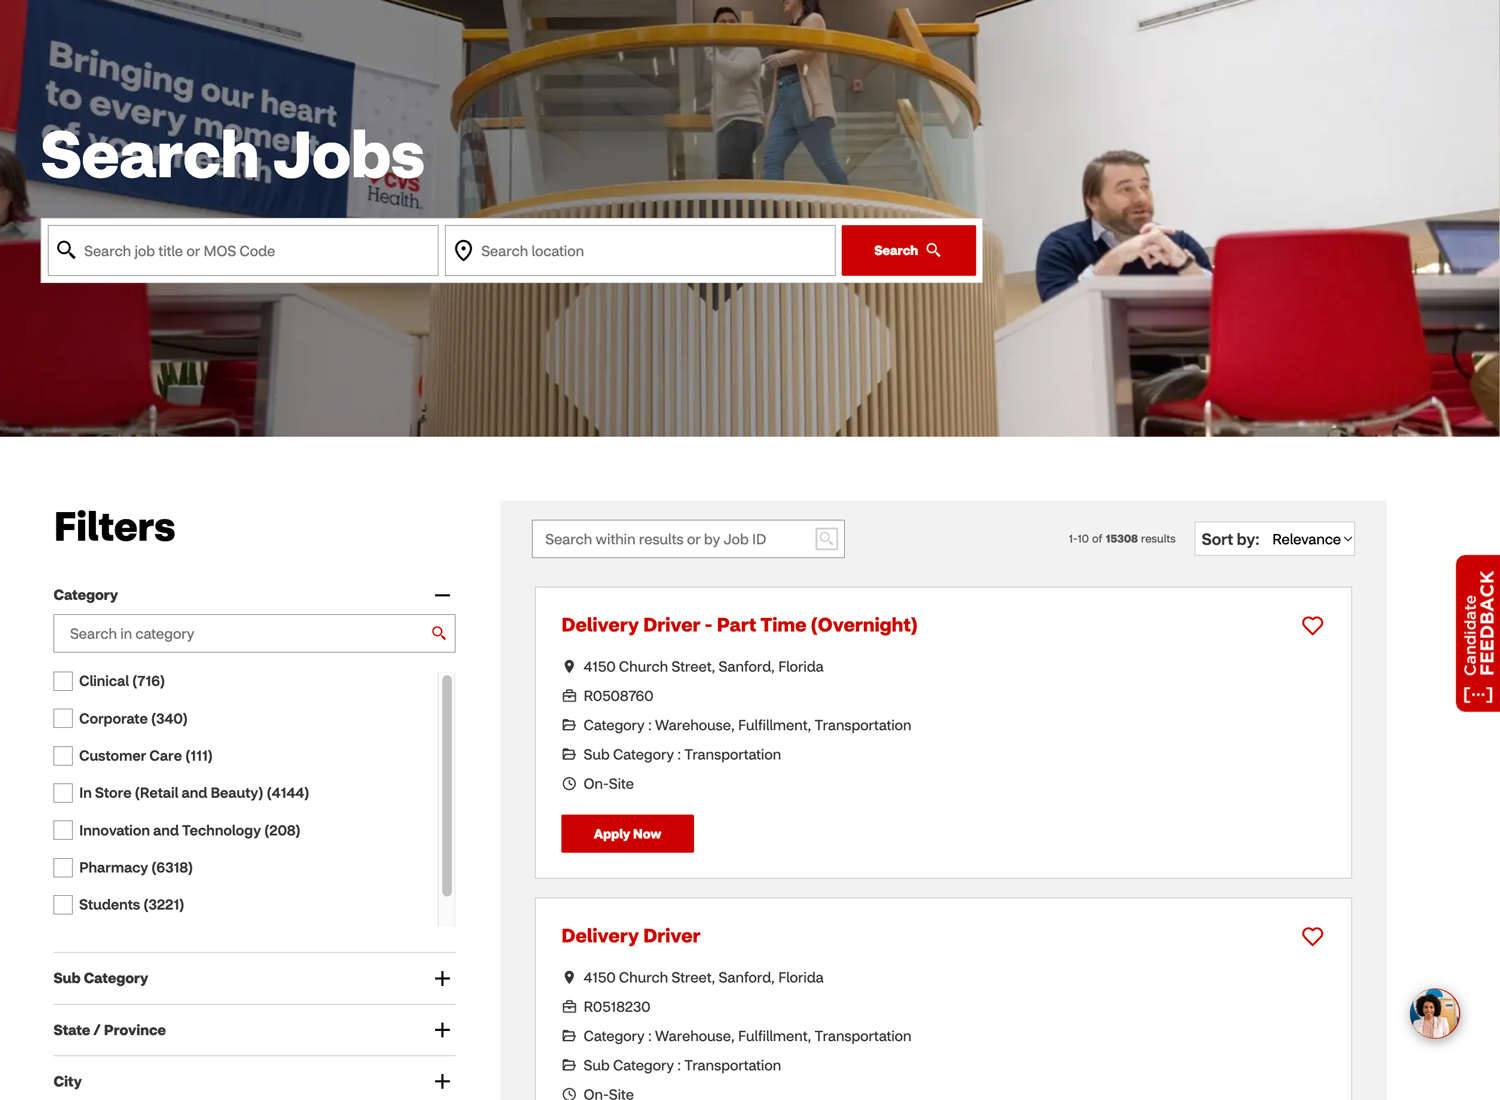 Bringing our heart
to every moment
of your health
Search Jobs
CVS
Health
Search job title or MOS Code
Search location
Search
Filters
Category
Search in category
Clinical (716)
Corporate (340)
Customer Care (111)
In Store (Retail and Beauty) (4144)
Innovation and Technology (208)
Pharmacy (6318)
Students (3221)
Sub Category
State / Province
City
Search within results or by Job ID
1-10 of 15308 results
Sort by: Relevance
Delivery Driver - Part Time (Overnight)
4150 Church Street, Sanford, Florida
R0508760
Category : Warehouse, Fulfillment, Transportation
Sub Category : Transportation
On-Site
Apply Now
Delivery Driver
4150 Church Street, Sanford, Florida
R0518230
Category : Warehouse, Fulfillment, Transportation
Sub Category : Transportation
On-Site
Candidate
FEEDBACK